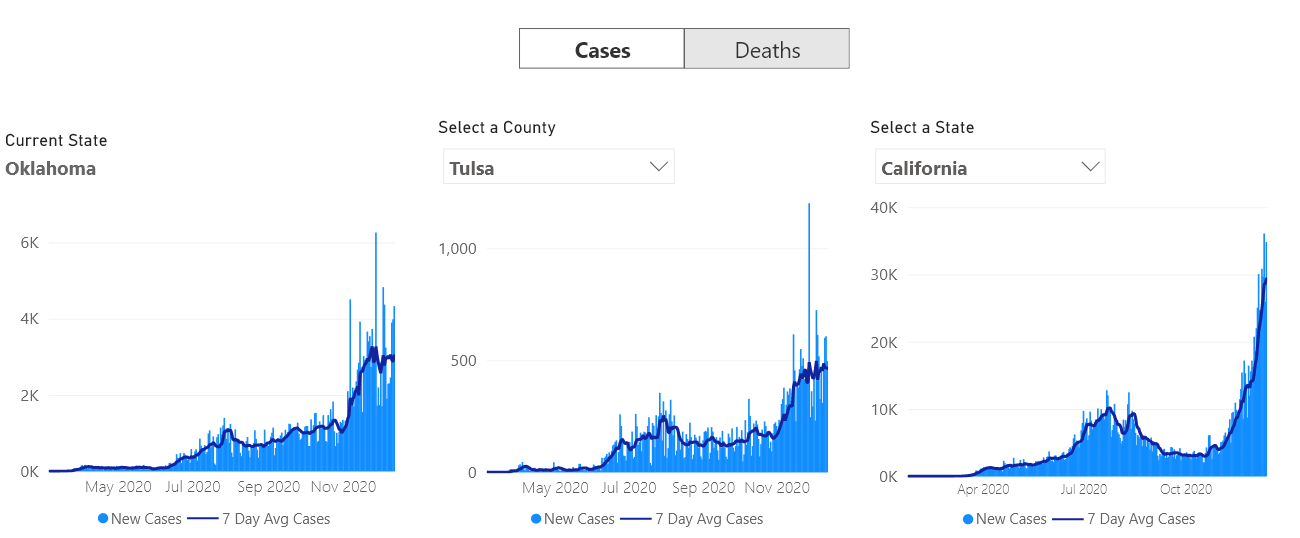 Cases Deaths
Current State
Oklahoma
6K
4K
2K
0K
May 2020 Jul 2020 Sep 2020 Nov 2020
New Cases 7 Day Avg Cases
Select a County
Tulsa
1,000
500
0
May 2020 Jul 2020 Sep 2020 Nov 2020
New Cases 7 Day Avg Cases
Select a State
California
40K
30K
20K
10K
0K
Apr 2020 Jul 2020 Oct 2020
New Cases 7 Day Avg Cases